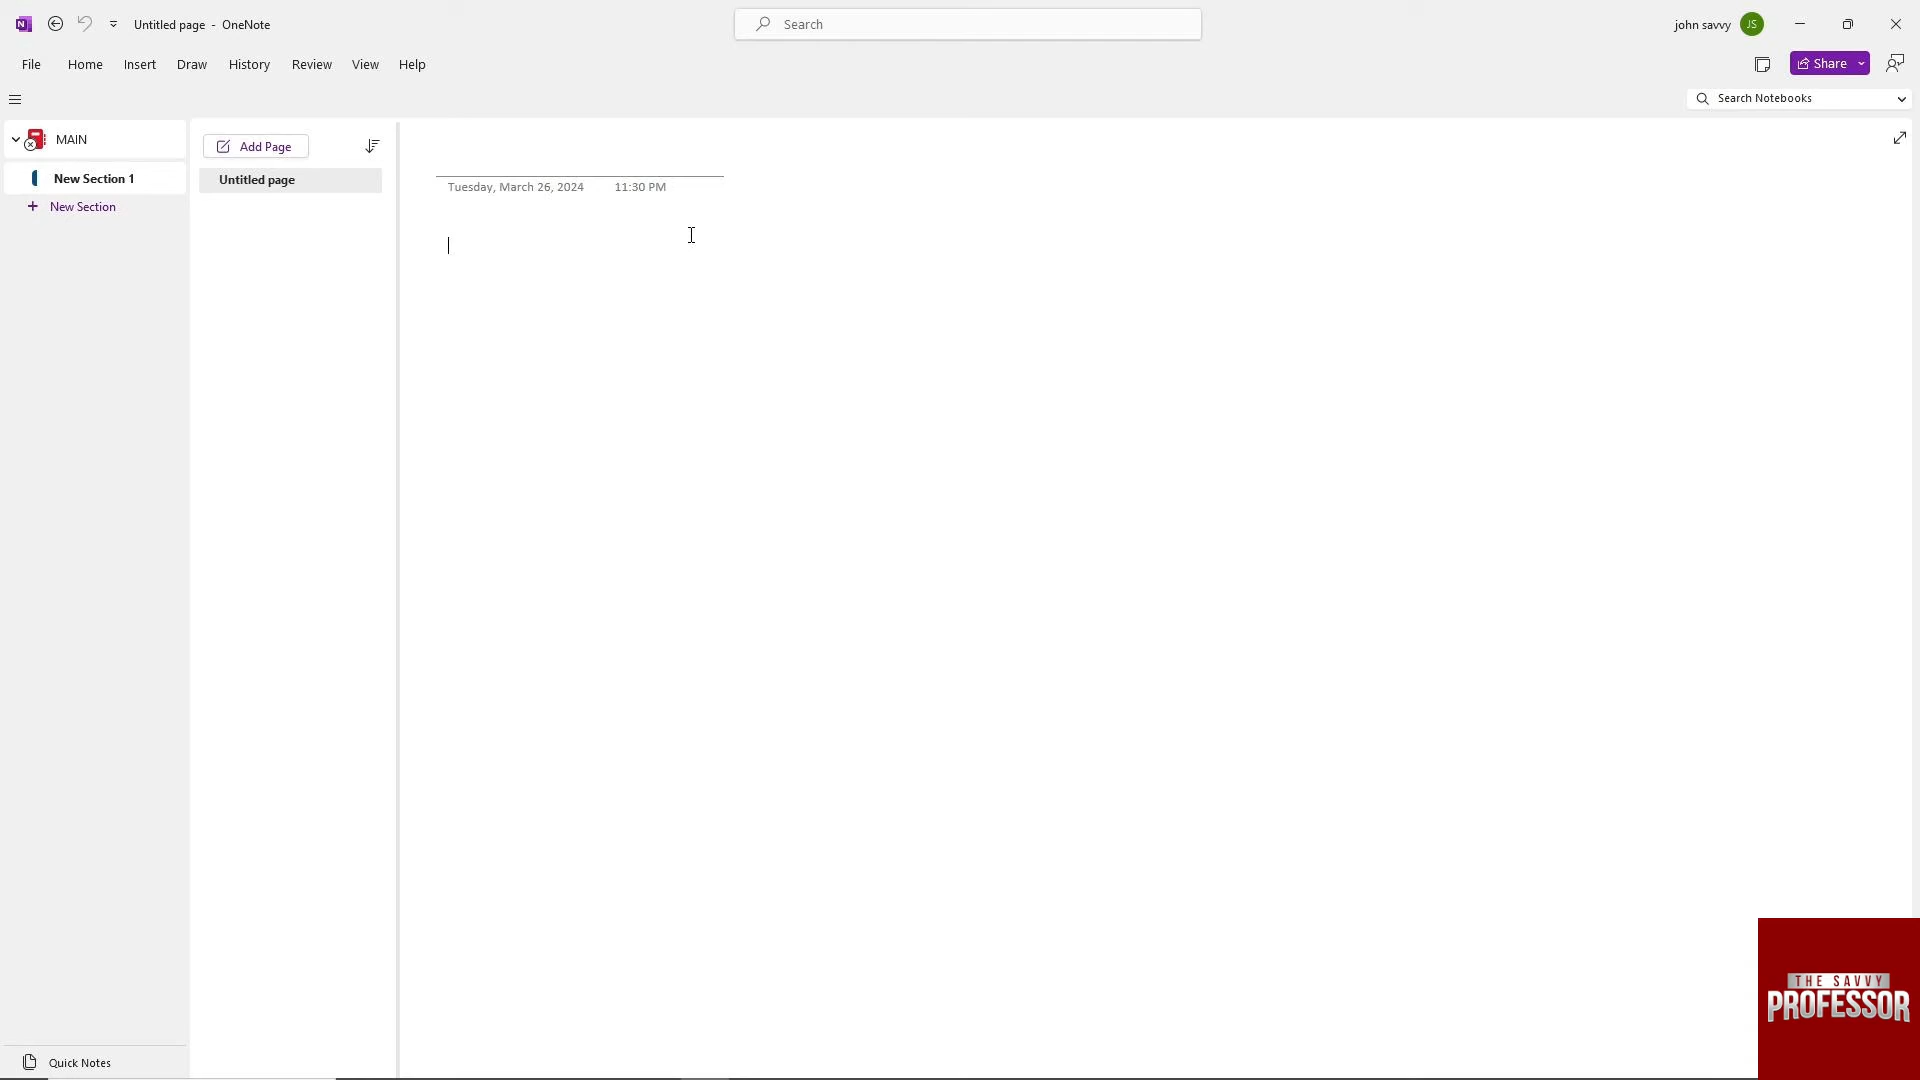 Untitled page - OneNote
Search
john savvy
JS
File
Home
Insert
Draw
History
Review
View
Help
Share
Search Notebooks
MAIN
Add Page
New Section 1
Untitled page
New Section
Tuesday, March 26, 2024
11:30 PM
Quick Notes
THE SAVVY
PROFESSOR